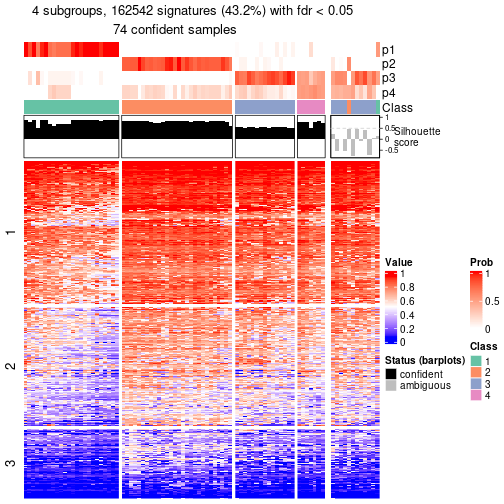 4 subgroups, 162542 signatures (43.2%) with fdr < 0.05
74 confident samples
p1
p2
p3
p4
Class
1
0.5
0
-0.5
Silhouette
score
1
2
3
Value
1
0.8
0.6
0.4
0.2
0
Prob
1
0.5
0
Status (barplots)
confident
ambiguous
Class
1
2
3
4